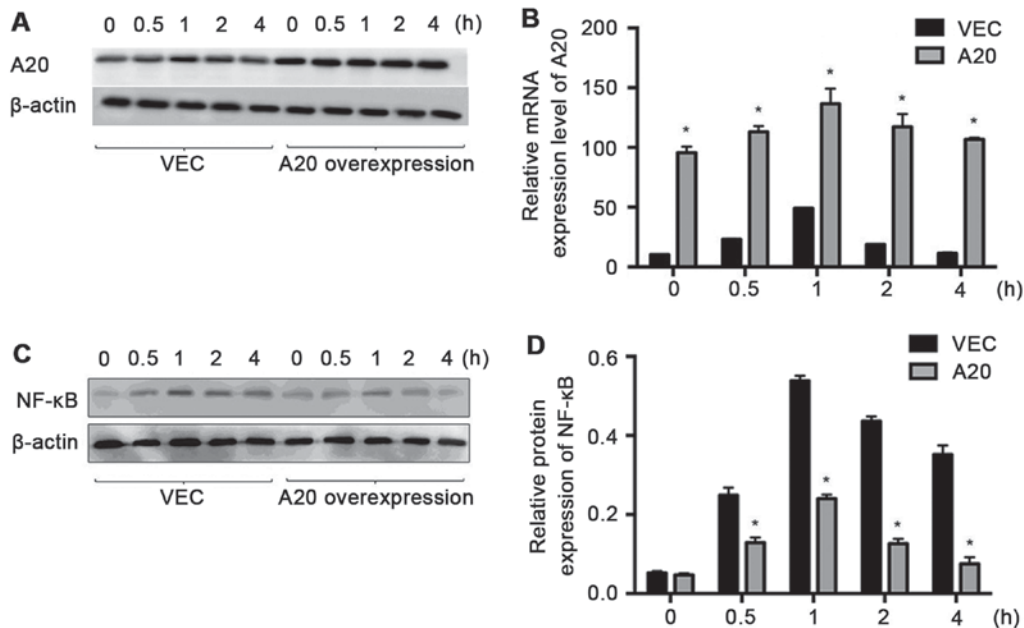 A
0 0.5 1 2 4 0 0.5 1 2 4 (h)
A20
β-actin
VEC A20 overexpression
B
VEC
A20
Relative mRNA
expression level of A20
200
150
100
50
0
* * * * *
0 0.5 1 2 4 (h)
C
0 0.5 1 2 4 0 0.5 1 2 4 (h)
NF-κB
β-actin
VEC A20 overexpression
D
VEC
A20
Relative protein
expression of NF-κB
0.6
0.4
0.2
0.0
* * * *
0 0.5 1 2 4 (h)